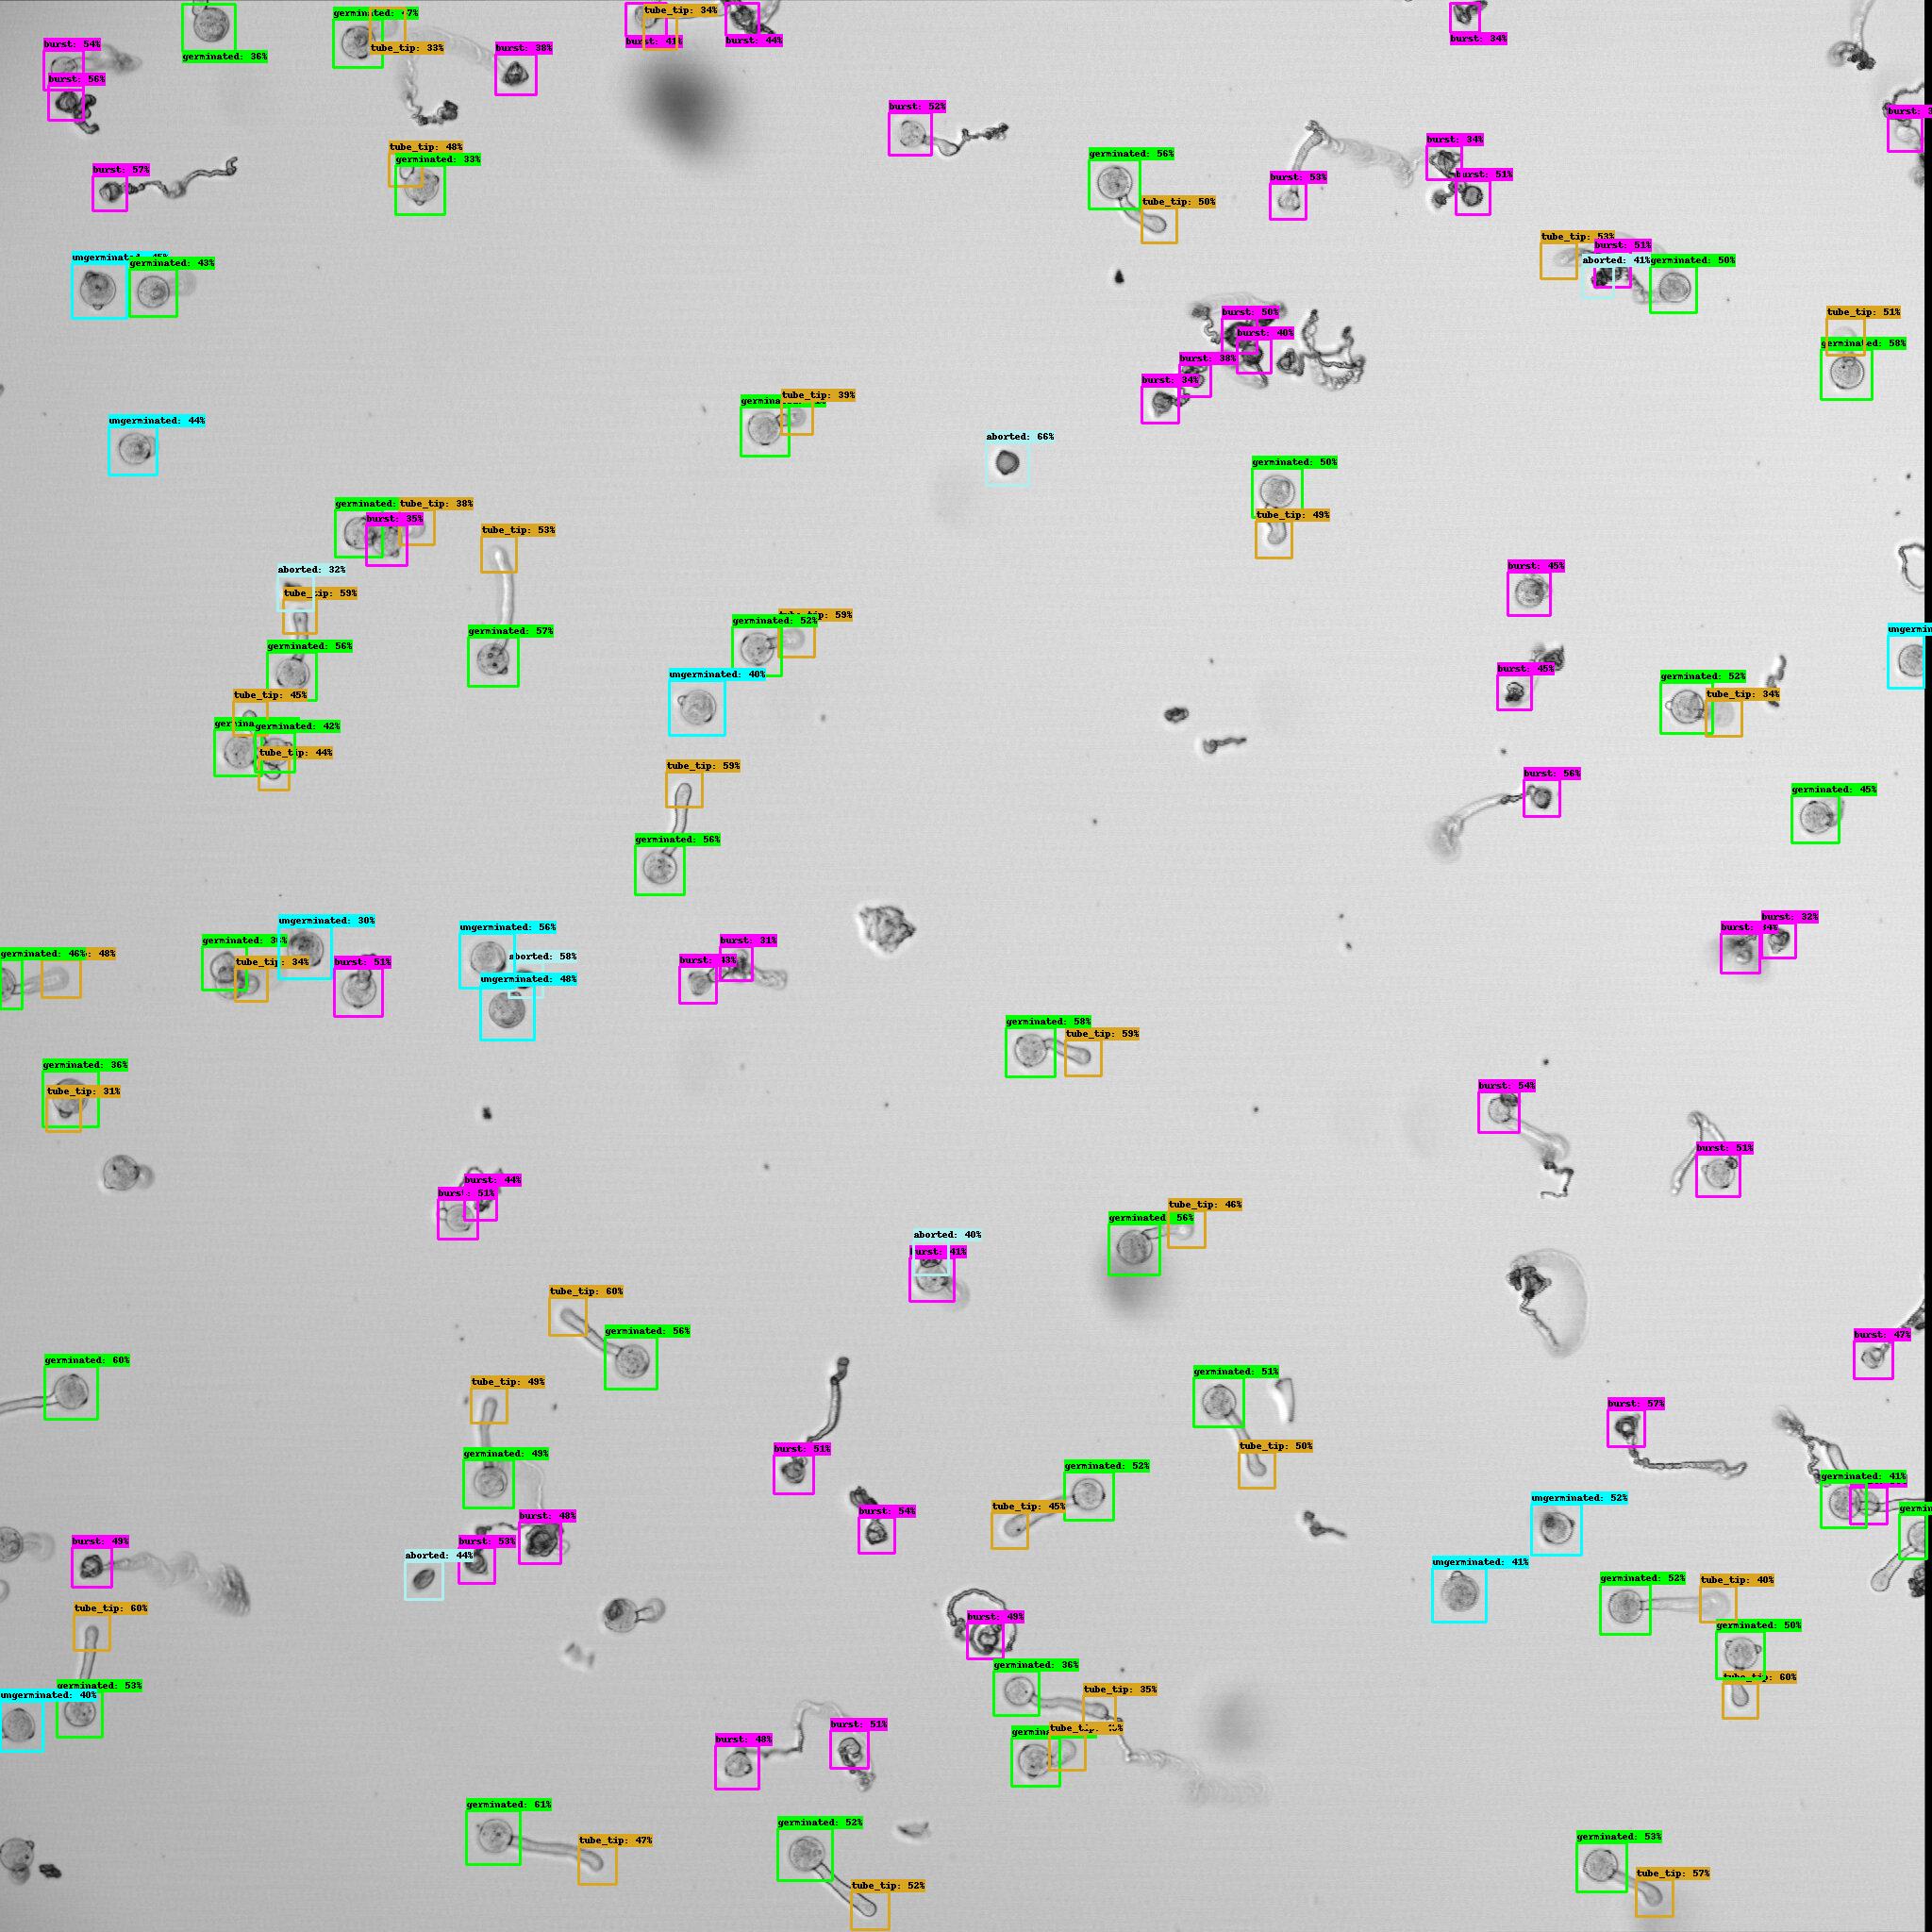 germinated: 47%
tube_tip: 34%
burst: 54%
germinated: 36%
tube_tip: 33%
burst: 38%
burst: 41%
burst: 44%
burst: 34%
burst: 56%
burst: 52%
tube_tip: 48%
germinated: 33%
germinated: 56%
burst: 34%
burst: 57%
burst: 53%
burst: 51%
tube_tip: 50%
tube_tip: 53%
burst: 51%
germinated: 43%
aborted: 41%
germinated: 50%
burst: 50%
tube_tip: 51%
burst: 40%
germinated: 58%
burst: 38%
burst: 34%
tube_tip: 39%
ungerminated: 44%
aborted: 66%
germinated: 50%
germinated:
tube_tip: 38%
burst: 35%
tube_tip: 49%
tube_tip: 53%
aborted: 32%
burst: 45%
tube_tip: 59%
tube_tip: 59%
germinated: 52%
germinated: 57%
germinated: 56%
burst: 45%
ungerminated: 40%
germinated: 52%
tube_tip: 45%
tube_tip: 34%
germinated: 42%
tube_tip: 44%
tube_tip: 59%
burst: 56%
germinated: 45%
germinated: 56%
ungerminated: 30%
burst: 32%
ungerminated: 56%
burst: 31%
germinated: 46%
48%
aborted: 58%
tube_tip: 34%
burst: 51%
burst: 43%
ungerminated: 48%
germinated: 58%
tube_tip: 59%
germinated: 36%
tube_tip: 31%
burst: 54%
burst: 51%
burst: 44%
burst: 51%
tube_tip: 46%
germinated 56%
aborted: 40%
41%
tube_tip: 60%
germinated: 56%
burst: 47%
germinated: 60%
germinated: 51%
tube_tip: 49%
burst: 57%
tube_tip: 50%
burst: 51%
germinated: 49%
germinated: 52%
germinated: 41%
ungerminated: 52%
tube_tip: 45%
burst: 54%
burst: 48%
burst: 49%
burst: 53%
aborted: 44%
ungerminated: 41%
germinated: 52%
tube_tip: 40%
tube_tip: 60%
burst: 49%
germinated: 50%
germinated: 36%
tube_tip: 60%
germinated: 53%
tube_tip: 35%
ungerminated: 40%
burst: 51%
burst: 48%
germinated: 61%
germinated: 52%
tube_tip: 47%
germinated: 53%
tube_tip: 57%
tube_tip: 52%